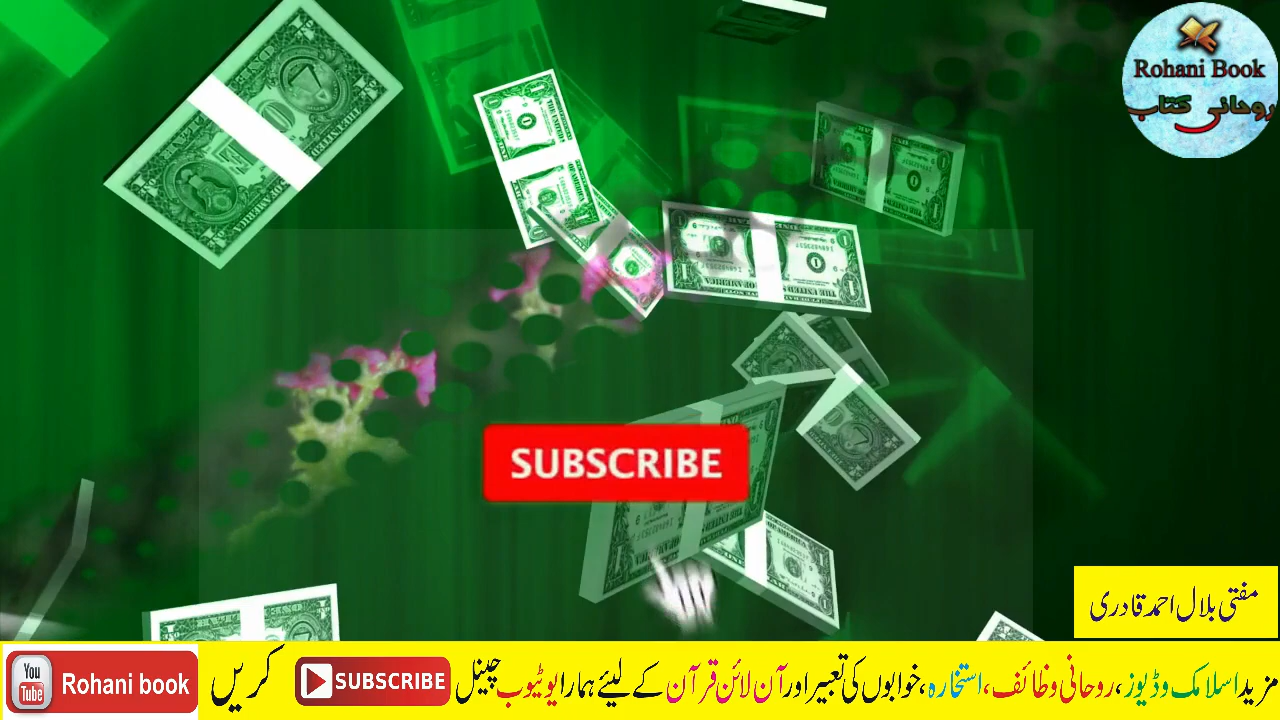 Rohani Book
روحانی کتاب
SUBSCRIBE
مفتی بلال احمد قادری
مزید اسلامک وڈیوز، روحانی وظائف، استخارہ، خوابوں کی تعبیر اور آن لائن قرآن کے لیئے ہمارا یوٹیوب چینل SUBSCRIBE کریں
You Tube Rohani book